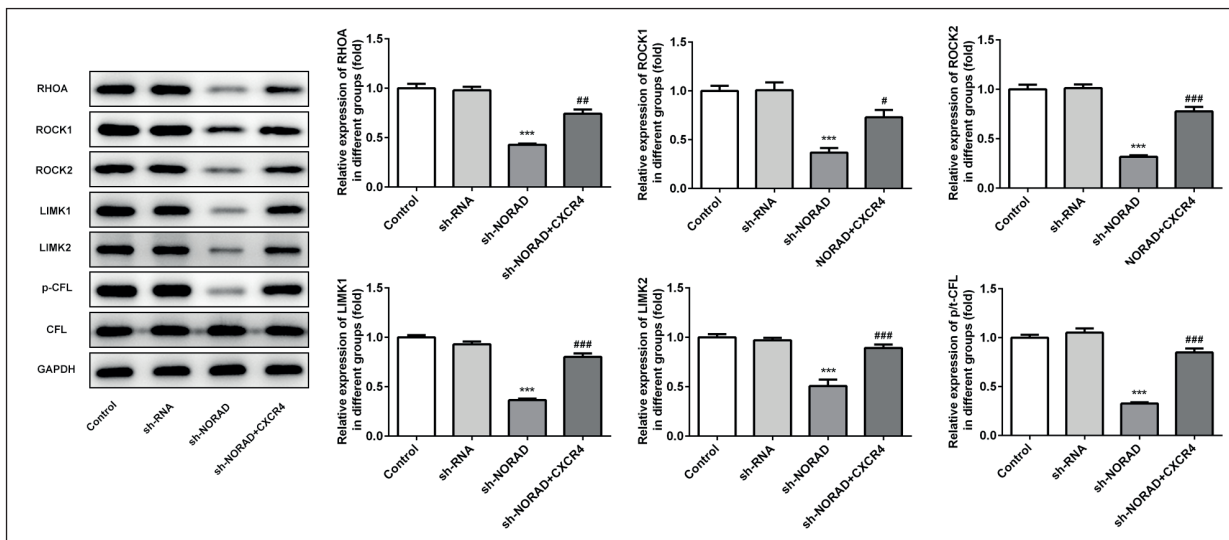 RHOA
ROCK1
ROCK2
LIMK1
LIMK2
p-CFL
CFL
GAPDH
Control
sh-RNA
sh-NORAD
sh-NORAD+CXCR4
Relative expression of RHOA
in different groups (fold)
1.5
1.0
0.5
0.0
***
##
Control
sh-RNA
sh-NORAD
sh-NORAD+CXCR4
Relative expression of ROCK1
in different groups (fold)
1.5
1.0
0.5
0.0
***
#
Control
sh-RNA
sh-NORAD
-NORAD+CXCR4
Relative expression of ROCK2
in different groups (fold)
1.5
1.0
0.5
0.0
***
###
Control
sh-RNA
sh-NORAD
-NORAD+CXCR4
Relative expression of LIMK1
in different groups (fold)
1.5
1.0
0.5
0.0
***
###
Control
sh-RNA
sh-NORAD
sh-NORAD+CXCR4
Relative expression of LIMK2
in different groups (fold)
1.5
1.0
0.5
0.0
***
###
Control
sh-RNA
sh-NORAD
sh-NORAD+CXCR4
Relative expression of p/t-CFL
in different groups (fold)
1.5
1.0
0.5
0.0
***
###
Control
sh-RNA
sh-NORAD
sh-NORAD+CXCR4